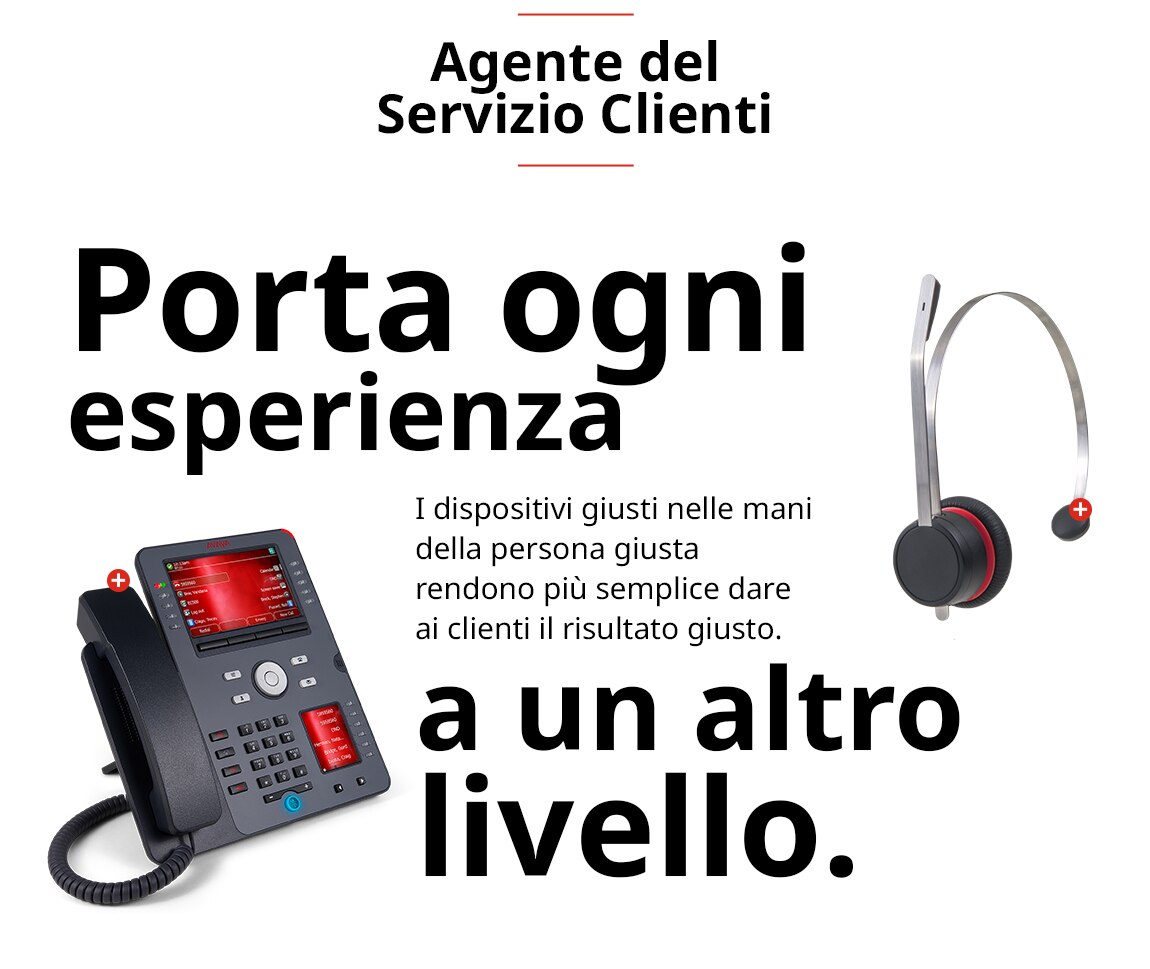 Agente del
Servizio Clienti
Porta ogni
esperienza
I dispositivi giusti nelle mani
della persona giusta
rendono più semplice dare
ai clienti il risultato giusto.
a un altro
livello.
AVAYA